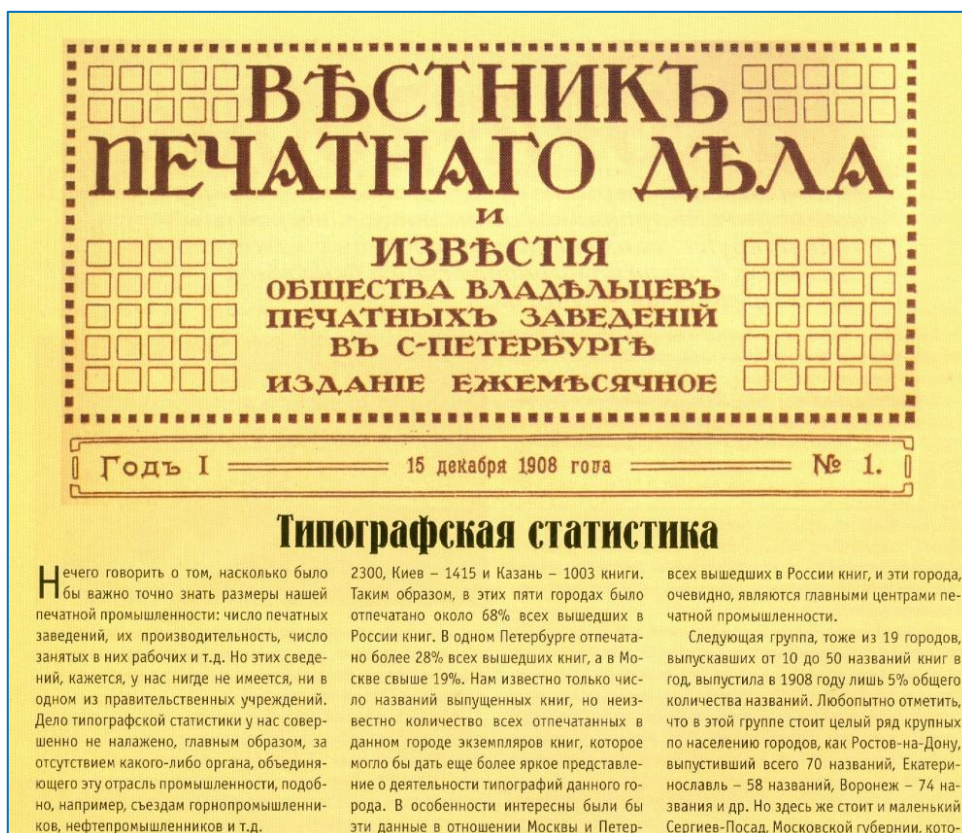 ВѢСТНИКЪ
ПЕЧАТНАГО ДѢЛА
И
ИЗВѢСТІЯ
ОБЩЕСТВА ВЛАДѢЛЬЦЕВЪ
ПЕЧАТНЫХЪ ЗАВЕДЕНІЙ
ВЪ С-ПЕТЕРБУРГѢ
ИЗДАНІЕ ЕЖЕМѢСЯЧНОЕ
Годъ I 15 декабря 1908 года № 1.
Типографская статистика
Нечего говорить о том, насколько было
бы важно точно знать размеры нашей
печатной промышленности: число печатных
заведений, их производительность, число
занятых в них рабочих и т.д. Но этих сведе-
ний, кажется, у нас нигде не имеется, ни в
одном из правительственных учреждений.
Дело типографской статистики у нас совер-
шенно не налажено, главным образом, за
отсутствием какого-либо органа, объединя-
ющего эту отрасль промышленности, подоб-
но, например, съездам горнопромышленни-
ков, нефтепромышленников и т.д.
2300, Киев – 1415 и Казань – 1003 книги.
Таким образом, в этих пяти городах было
отпечатано около 68% всех вышедших в
России книг. В одном Петербурге отпечата-
но более 28% всех вышедших книг, а в Мо-
скве свыше 19%. Нам известно только чис-
ло названий выпущенных книг, но неиз-
вестно количество всех отпечатанных в
данном городе экземпляров книг, которое
могло бы дать еще более яркое представле-
ние о деятельности типографий данного го-
рода. В особенности интересны были бы
эти данные в отношении Москвы и Петер-
всех вышедших в России книг, и эти города,
очевидно, являются главными центрами пе-
чатной промышленности.
Следующая группа, тоже из 19 городов,
выпускавших от 10 до 50 названий книг в
год, выпустила в 1908 году лишь 5% общего
количества названий. Любопытно отметить,
что в этой группе стоит целый ряд крупных
по населению городов, как Ростов-на-Дону,
выпустивший всего 70 названий, Екатери-
нославль – 58 названий, Воронеж – 74 на-
звания и др. Но здесь же стоит и маленький
Сергиев-Посад, Московской губернии, кото-